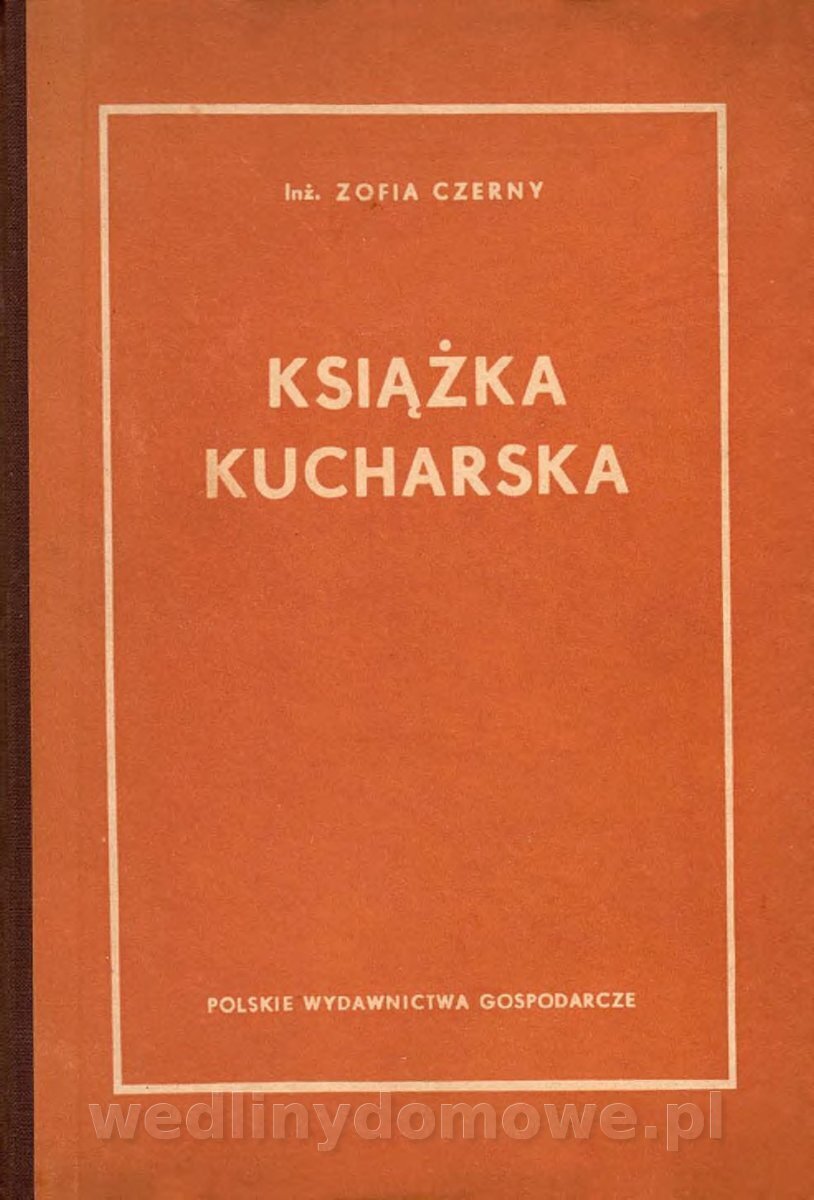 Inż. ZOFIA CZERNY
KSIĄŻKA
KUCHARSKA
POLSKIE WYDAWNICTWA GOSPODARCZE
wedlinydomowe.pl